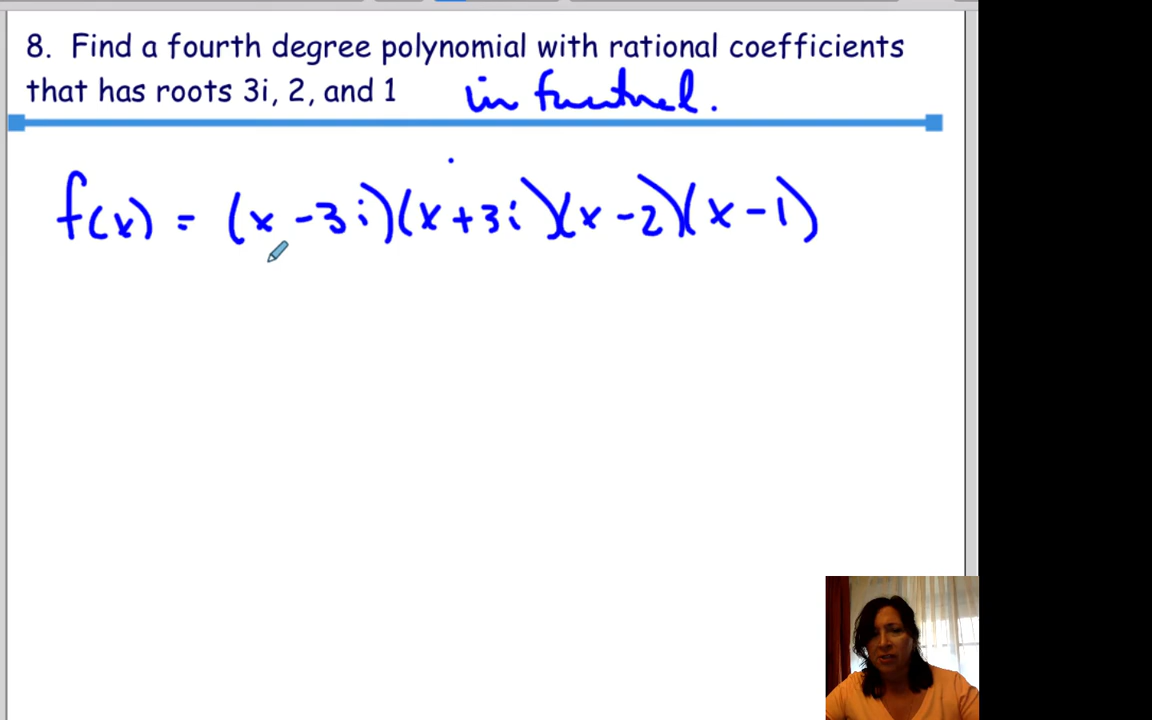 8. Find a fourth degree polynomial with rational coefficients
that has roots 3i, 2, and 1 in
f(x) = (x - 3i)(x + 3i)(x - 2)(x - 1)